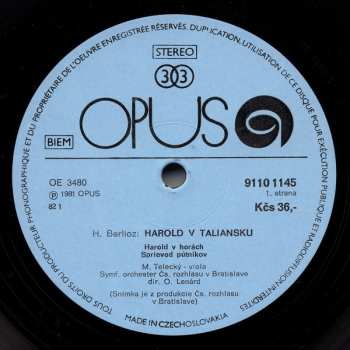 DROITS DU PRODUCTEUR PHONOGRAPHIQUE ET DU PROPRIÉTAIRE DE L'OEUVRE ENREGISTRÉE RÉSERVÉS. DUPLICATION, UTILISATION DE CE DISQUE POUR EXÉCUTION PUBLIQUE ET RADIODIFFUSION INTERDITES
STEREO
33
OPUS
BIEM
OE 3480
℗ 1981 OPUS
82 1
9110 1145
1. strana
Kčs 36,-
H. Berlioz: HAROLD V TALIANSKU
Harold v horách
Sprievod pútnikov
M. Telecký - viola
Symf. orchester Čs. rozhlasu v Bratislave
dir. O. Lenárd
(Snímka je z produkcie Čs. rozhlasu
v Bratislave)
MADE IN CZECHOSLOVAKIA